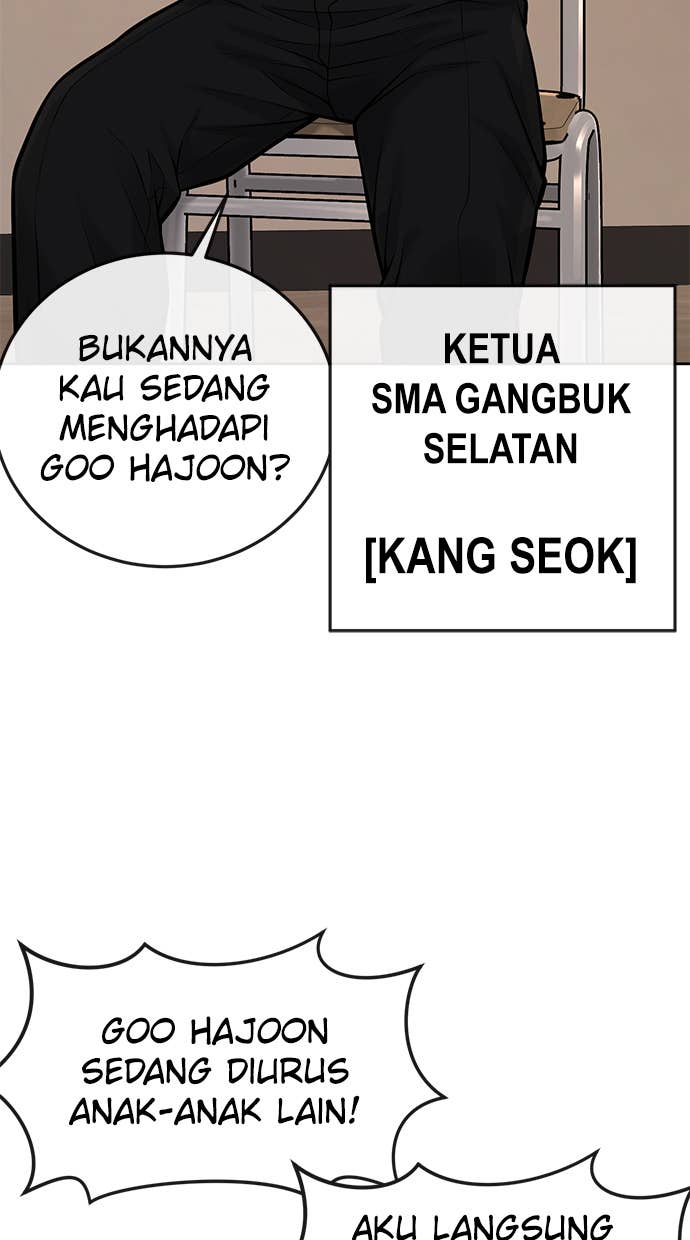 BUKANNYA
KAU SEDANG
MENGHADAPI
GOO HAJOON?
KETUA
SMA GANGBUK
SELATAN
[KANG SEOK]
GOO HAJOON
SEDANG DIURUS
ANAK-ANAK LAIN!
AKU LANGSUNG